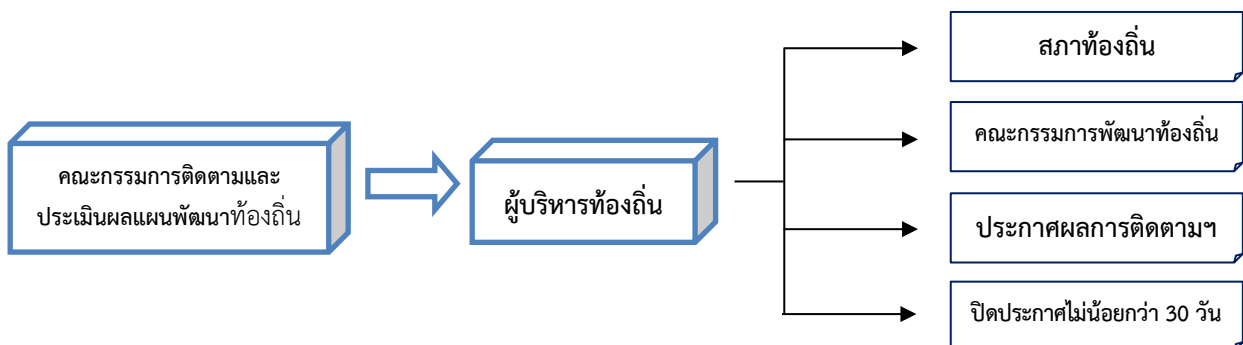 คณะกรรมการติดตามและ
ประเมินผลแผนพัฒนาท้องถิ่น
ผู้บริหารท้องถิ่น
สภาท้องถิ่น
คณะกรรมการพัฒนาท้องถิ่น
ประกาศผลการติดตามฯ
ปิดประกาศไม่น้อยกว่า 30 วัน